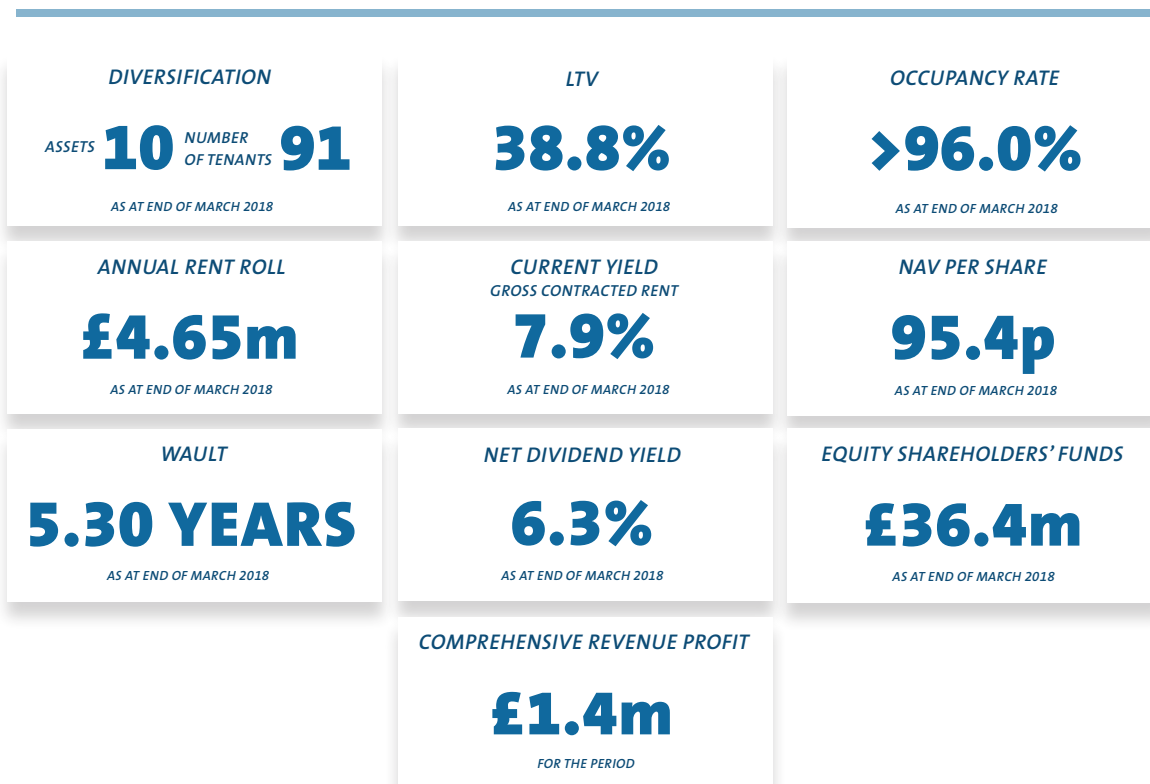 DIVERSIFICATION
ASSETS 10 NUMBER OF TENANTS 91
AS AT END OF MARCH 2018
LTV
38.8%
AS AT END OF MARCH 2018
OCCUPANCY RATE
>96.0%
AS AT END OF MARCH 2018
ANNUAL RENT ROLL
£4.65m
AS AT END OF MARCH 2018
CURRENT YIELD
GROSS CONTRACTED RENT
7.9%
AS AT END OF MARCH 2018
NAV PER SHARE
95.4p
AS AT END OF MARCH 2018
WAULT
5.30 YEARS
AS AT END OF MARCH 2018
NET DIVIDEND YIELD
6.3%
AS AT END OF MARCH 2018
EQUITY SHAREHOLDERS’ FUNDS
£36.4m
AS AT END OF MARCH 2018
COMPREHENSIVE REVENUE PROFIT
£1.4m
FOR THE PERIOD